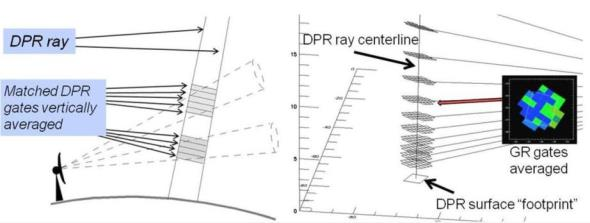 DPR ray
Matched DPR
gates vertically
averaged
DPR ray centerline
15
10
5
0
GR gates
averaged
DPR surface “footprint”